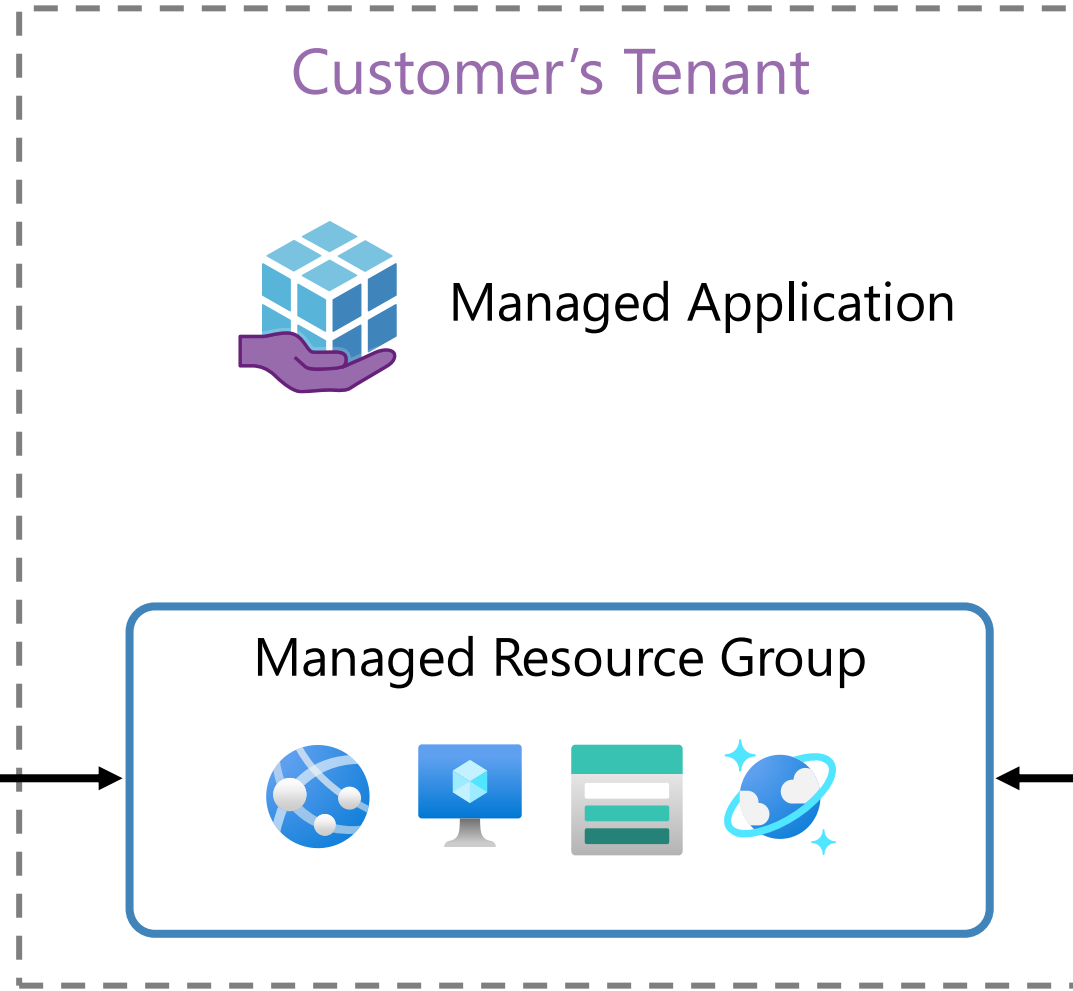 Customer’s Tenant
Managed Application
Managed Resource Group